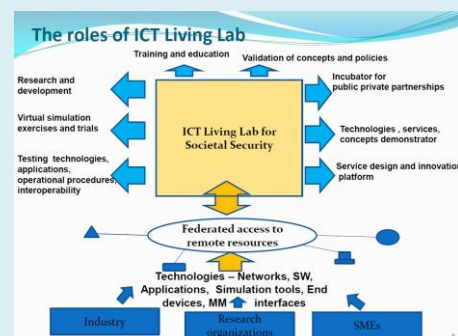 The roles of ICT Living Lab
Training and education
Validation of concepts and policies
Research and
development
Virtual simulation
exercises and trials
Testing technologies,
applications,
operational procedures,
interoperability
ICT Living Lab for
Societal Security
Incubator for
public private partnerships
Technologies , services,
concepts demonstrator
Service design and innovation
platform
Federated access to
remote resources
Technologies – Networks, SW,
Applications, Simulation tools, End
devices, MM interfaces
Industry
Research
organizations
SMEs